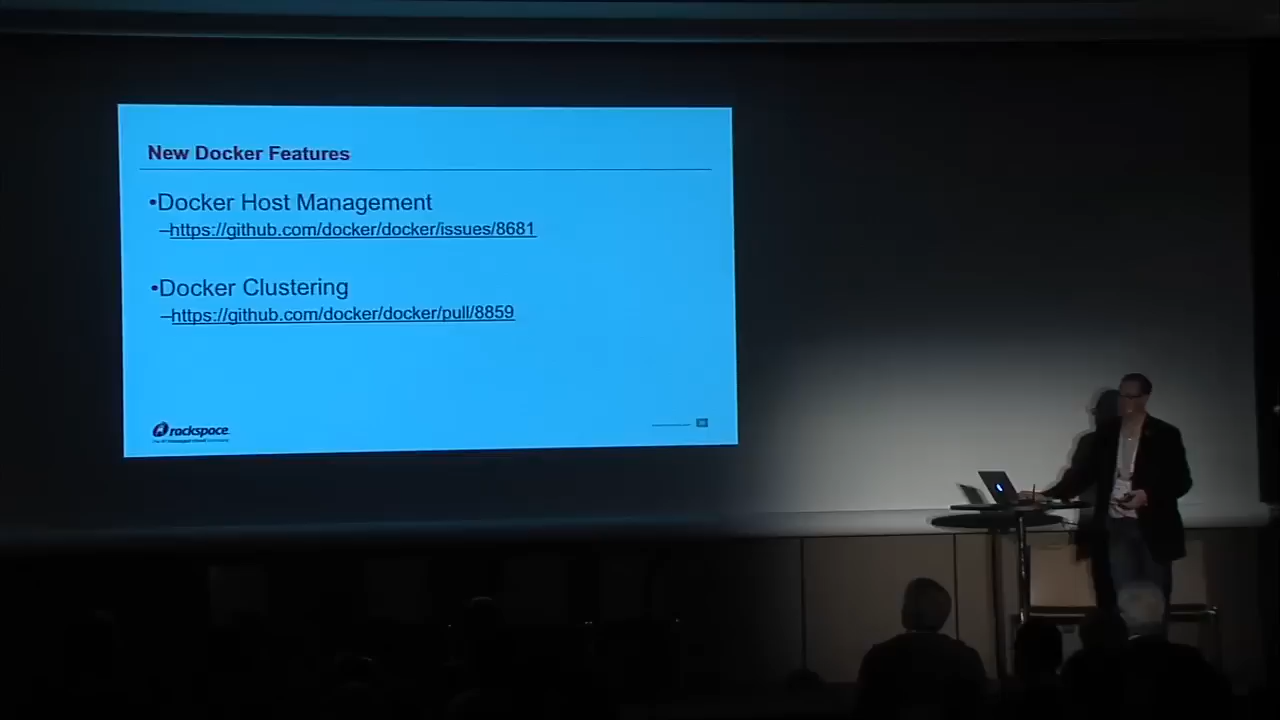 New Docker Features
•Docker Host Management
–https://github.com/docker/docker/issues/8681
•Docker Clustering
–https://github.com/docker/docker/pull/8859
rockspace